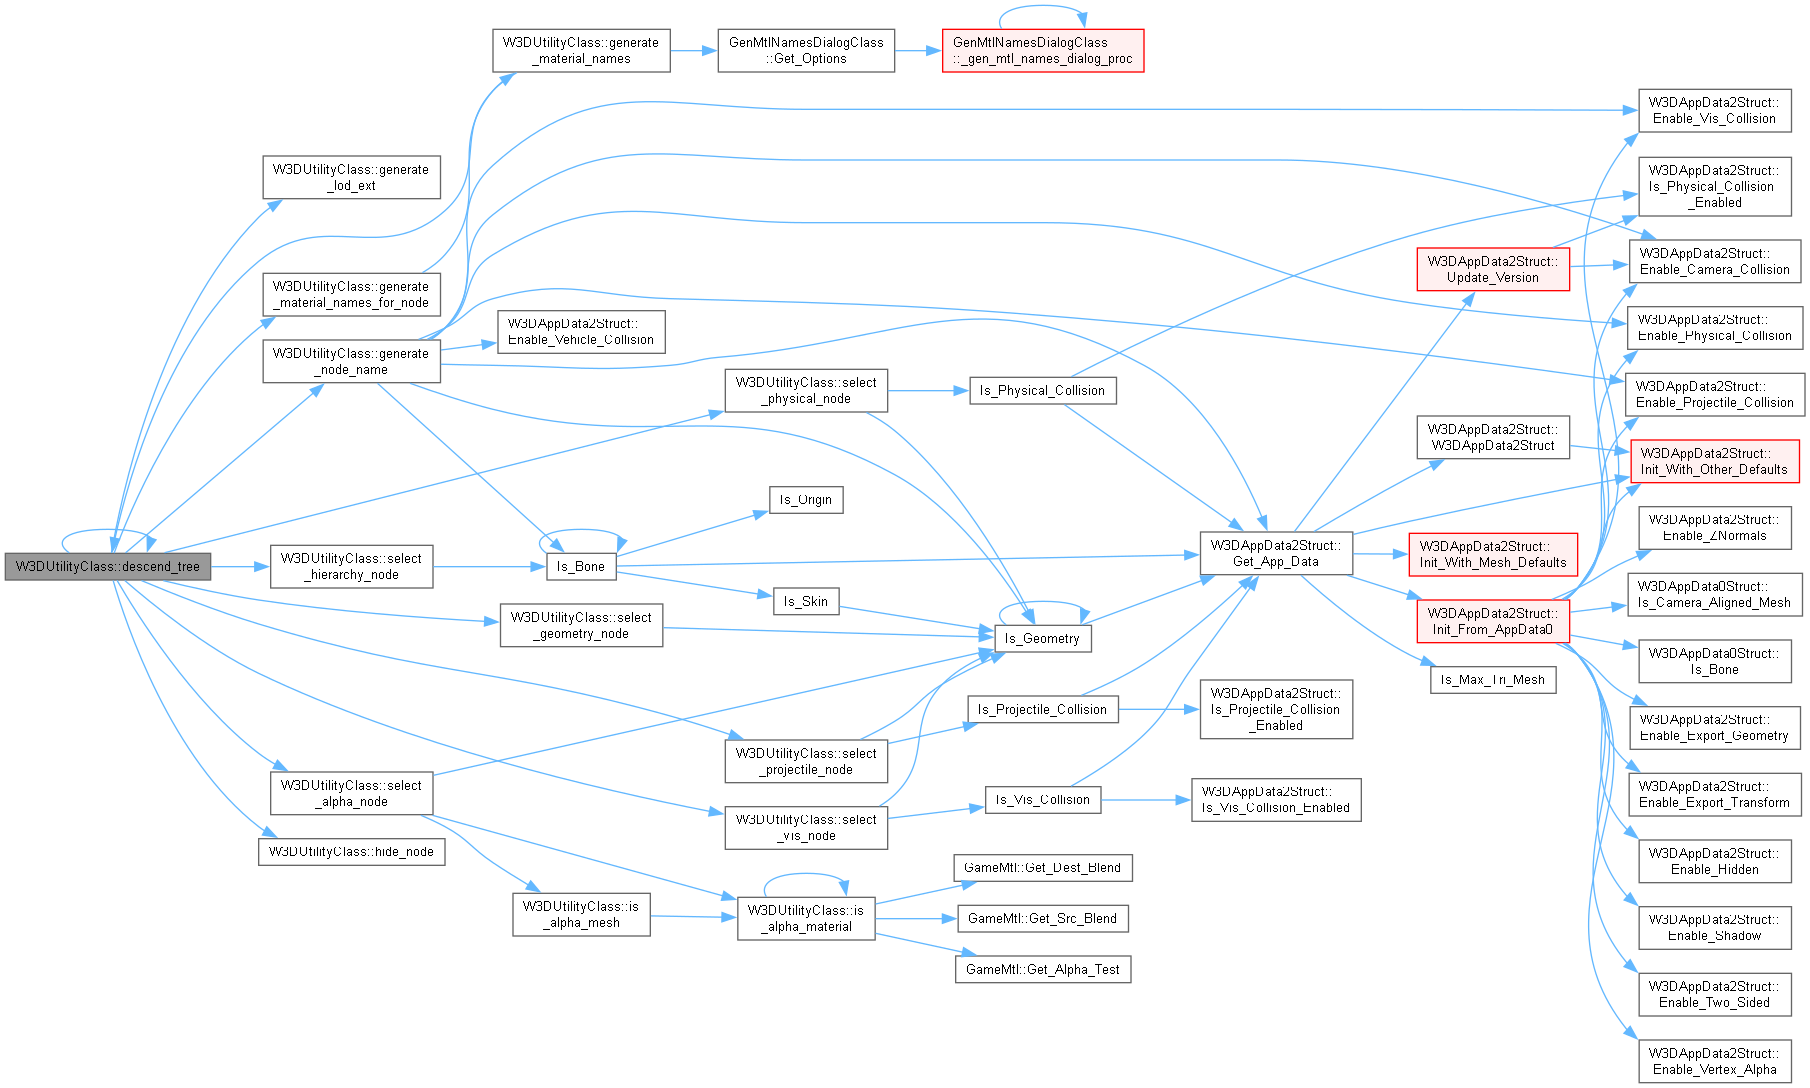 W3DUtilityClass::descend_tree
W3DUtilityClass::generate
_lod_ext
W3DUtilityClass::generate
_material_names_for_node
W3DUtilityClass::generate
_node_name
W3DUtilityClass::select
_hierarchy_node
W3DUtilityClass::select
_alpha_node
W3DUtilityClass::hide_node
W3DUtilityClass::generate
_material_names
W3DAppData2Struct::
Enable_Vehicle_Collision
Is_Bone
W3DUtilityClass::select
_geometry_node
W3DUtilityClass::is
_alpha_mesh
GenMtlNamesDialogClass
::Get_Options
W3DUtilityClass::select
_physical_node
Is_Origin
Is_Skin
W3DUtilityClass::select
_projectile_node
W3DUtilityClass::select
_vis_node
W3DUtilityClass::is
_alpha_material
GenMtlNamesDialogClass
::_gen_mtl_names_dialog_proc
Is_Physical_Collision
Is_Geometry
Is_Projectile_Collision
Is_Vis_Collision
GameMtl::Get_Dest_Blend
GameMtl::Get_Src_Blend
GameMtl::Get_Alpha_Test
W3DAppData2Struct::
Get_App_Data
W3DAppData2Struct::
Is_Projectile_Collision
_Enabled
W3DAppData2Struct::
Is_Vis_Collision_Enabled
W3DAppData2Struct::
Update_Version
W3DAppData2Struct::
W3DAppData2Struct
W3DAppData2Struct::
Init_With_Mesh_Defaults
W3DAppData2Struct::
Init_From_AppData0
Is_Max_Tri_Mesh
W3DAppData2Struct::
Enable_Vis_Collision
W3DAppData2Struct::
Is_Physical_Collision
_Enabled
W3DAppData2Struct::
Enable_Camera_Collision
W3DAppData2Struct::
Enable_Physical_Collision
W3DAppData2Struct::
Enable_Projectile_Collision
W3DAppData2Struct::
Init_With_Other_Defaults
W3DAppData2Struct::
Enable_ZNormals
W3DAppData0Struct::
Is_Camera_Aligned_Mesh
W3DAppData0Struct::
Is_Bone
W3DAppData2Struct::
Enable_Export_Geometry
W3DAppData2Struct::
Enable_Export_Transform
W3DAppData2Struct::
Enable_Hidden
W3DAppData2Struct::
Enable_Shadow
W3DAppData2Struct::
Enable_Two_Sided
W3DAppData2Struct::
Enable_Vertex_Alpha